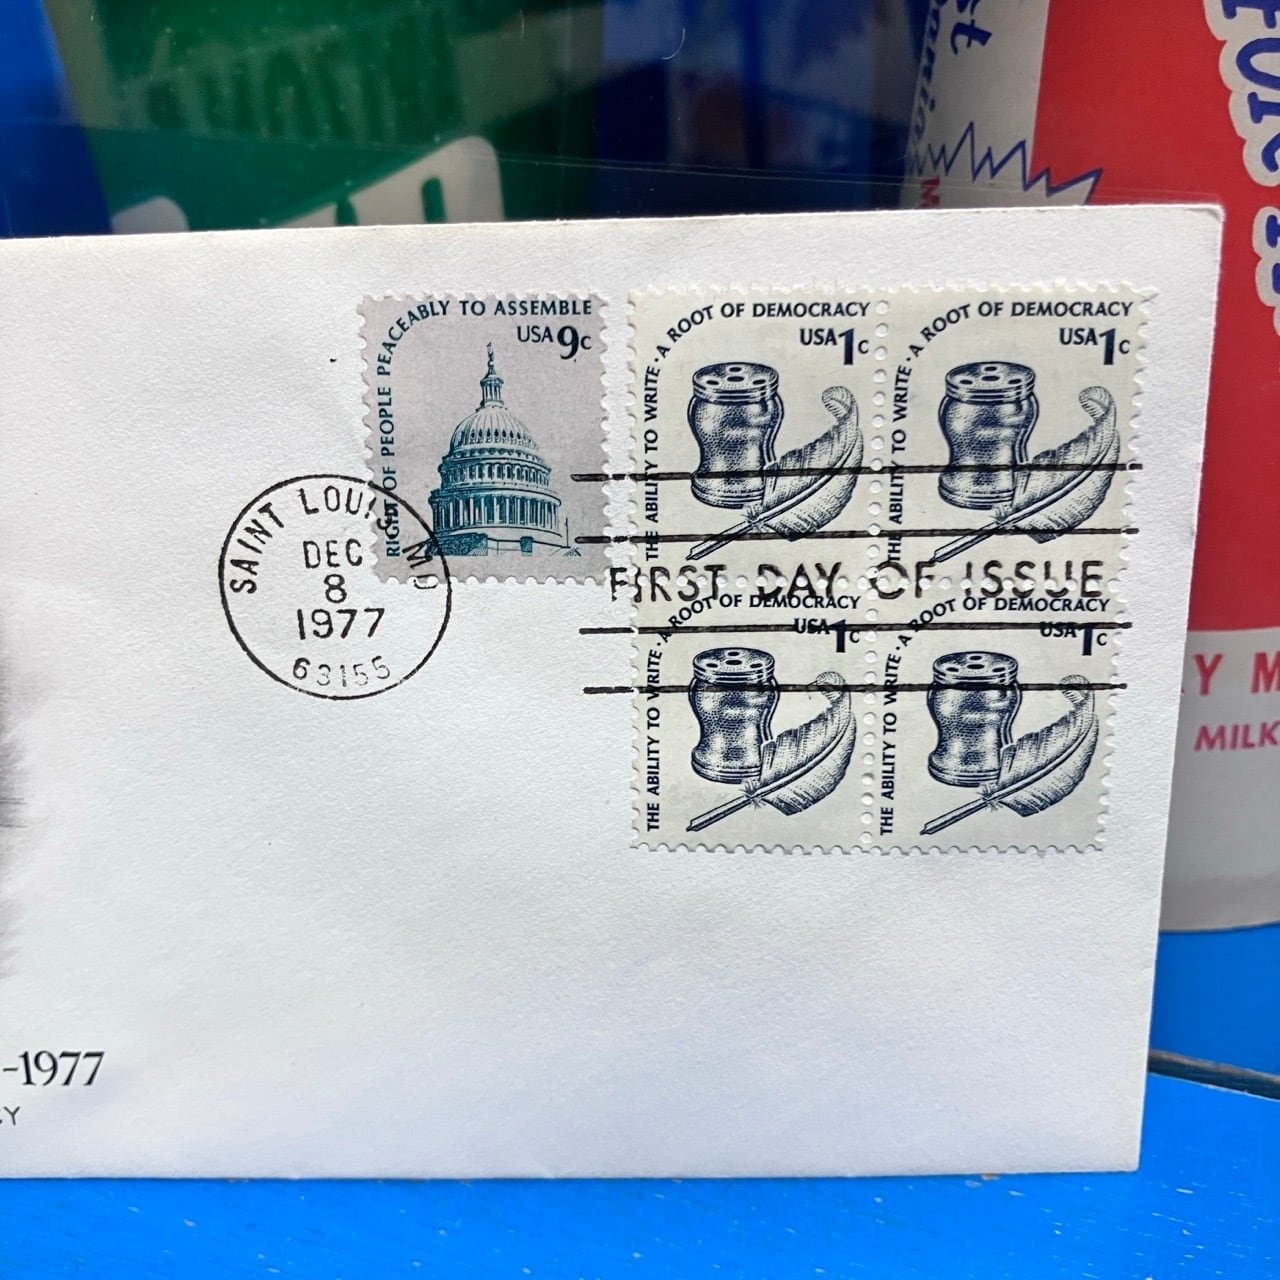 RIGHT OF PEOPLE PEACEABLY TO ASSEMBLE
USA 9c
THE ABILITY TO WRITE · A ROOT OF DEMOCRACY
USA 1c
THE ABILITY TO WRITE · A ROOT OF DEMOCRACY
USA 1c
SAINT LOUIS MO
DEC
8
1977
63155
FIRST DAY OF ISSUE
THE ABILITY TO WRITE · A ROOT OF DEMOCRACY
USA 1c
THE ABILITY TO WRITE · A ROOT OF DEMOCRACY
USA 1c
-1977
MILK